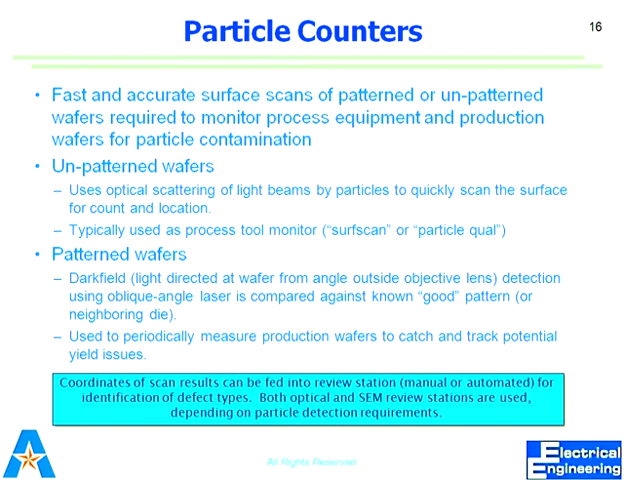 Particle Counters
16
• Fast and accurate surface scans of patterned or un-patterned
wafers required to monitor process equipment and production
wafers for particle contamination
• Un-patterned wafers
– Uses optical scattering of light beams by particles to quickly scan the surface
for count and location.
– Typically used as process tool monitor (“surfscan” or “particle qual”)
• Patterned wafers
– Darkfield (light directed at wafer from angle outside objective lens) detection
using oblique-angle laser is compared against known “good” pattern (or
neighboring die).
– Used to periodically measure production wafers to catch and track potential
yield issues.
Coordinates of scan results can be fed into review station (manual or automated) for
identification of defect types. Both optical and SEM review stations are used,
depending on particle detection requirements.
All Rights Reserved
Electrical
Engineering